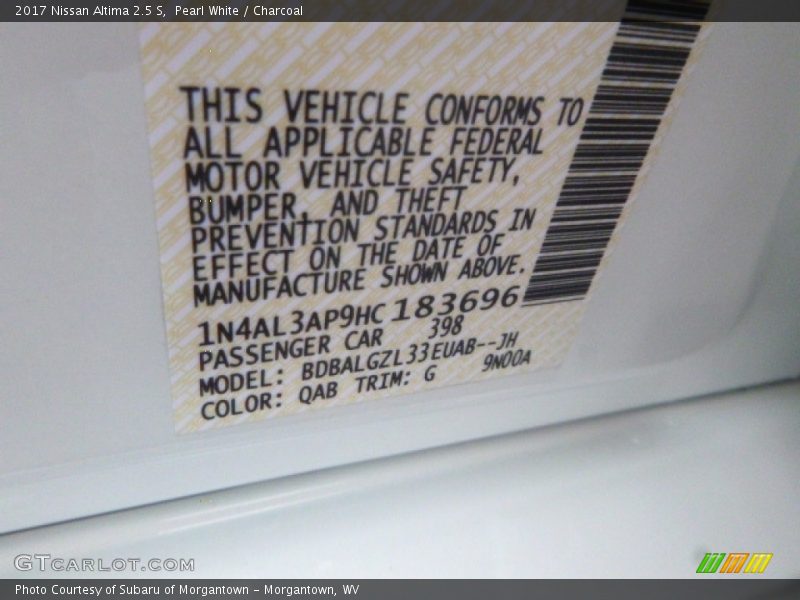 2017 Nissan Altima 2.5 S, Pearl White / Charcoal
THIS VEHICLE CONFORMS TO
ALL APPLICABLE FEDERAL
MOTOR VEHICLE SAFETY,
BUMPER, AND THEFT
PREVENTION STANDARDS IN
EFFECT ON THE DATE OF
MANUFACTURE SHOWN ABOVE.
1N4AL3AP9HC183696
PASSENGER CAR 398
MODEL: BDBALGZL33EUAB--JH
COLOR: QAB TRIM: G 9N00A
GTCARLOT.COM
Photo Courtesy of Subaru of Morgantown - Morgantown, WV